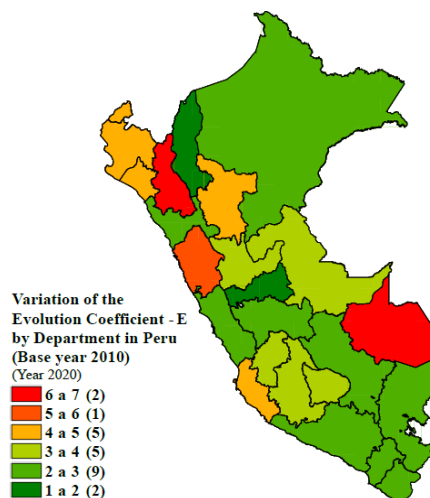 Variation of the
Evolution Coefficient - E
by Department in Peru
(Base year 2010)
(Year 2020)
6 a 7 (2)
5 a 6 (1)
4 a 5 (5)
3 a 4 (5)
2 a 3 (9)
1 a 2 (2)